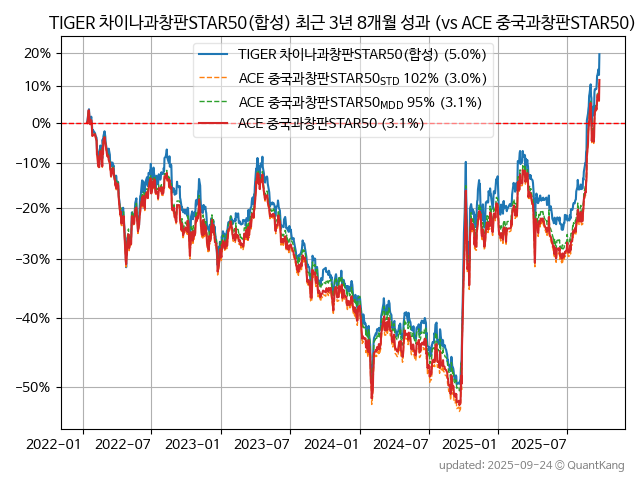 TIGER 차이나과창판STAR50(합성) 최근 3년 8개월 성과 (vs ACE 중국과창판STAR50)
20%
10%
0%
−10%
−20%
−30%
−40%
−50%
TIGER 차이나과창판STAR50(합성) (5.0%)
ACE 중국과창판STAR50STD 102% (3.0%)
ACE 중국과창판STAR50MDD 95% (3.1%)
ACE 중국과창판STAR50 (3.1%)
2022-01 2022-07 2023-01 2023-07 2024-01 2024-07 2025-01 2025-07
updated: 2025-09-24 © QuantKang